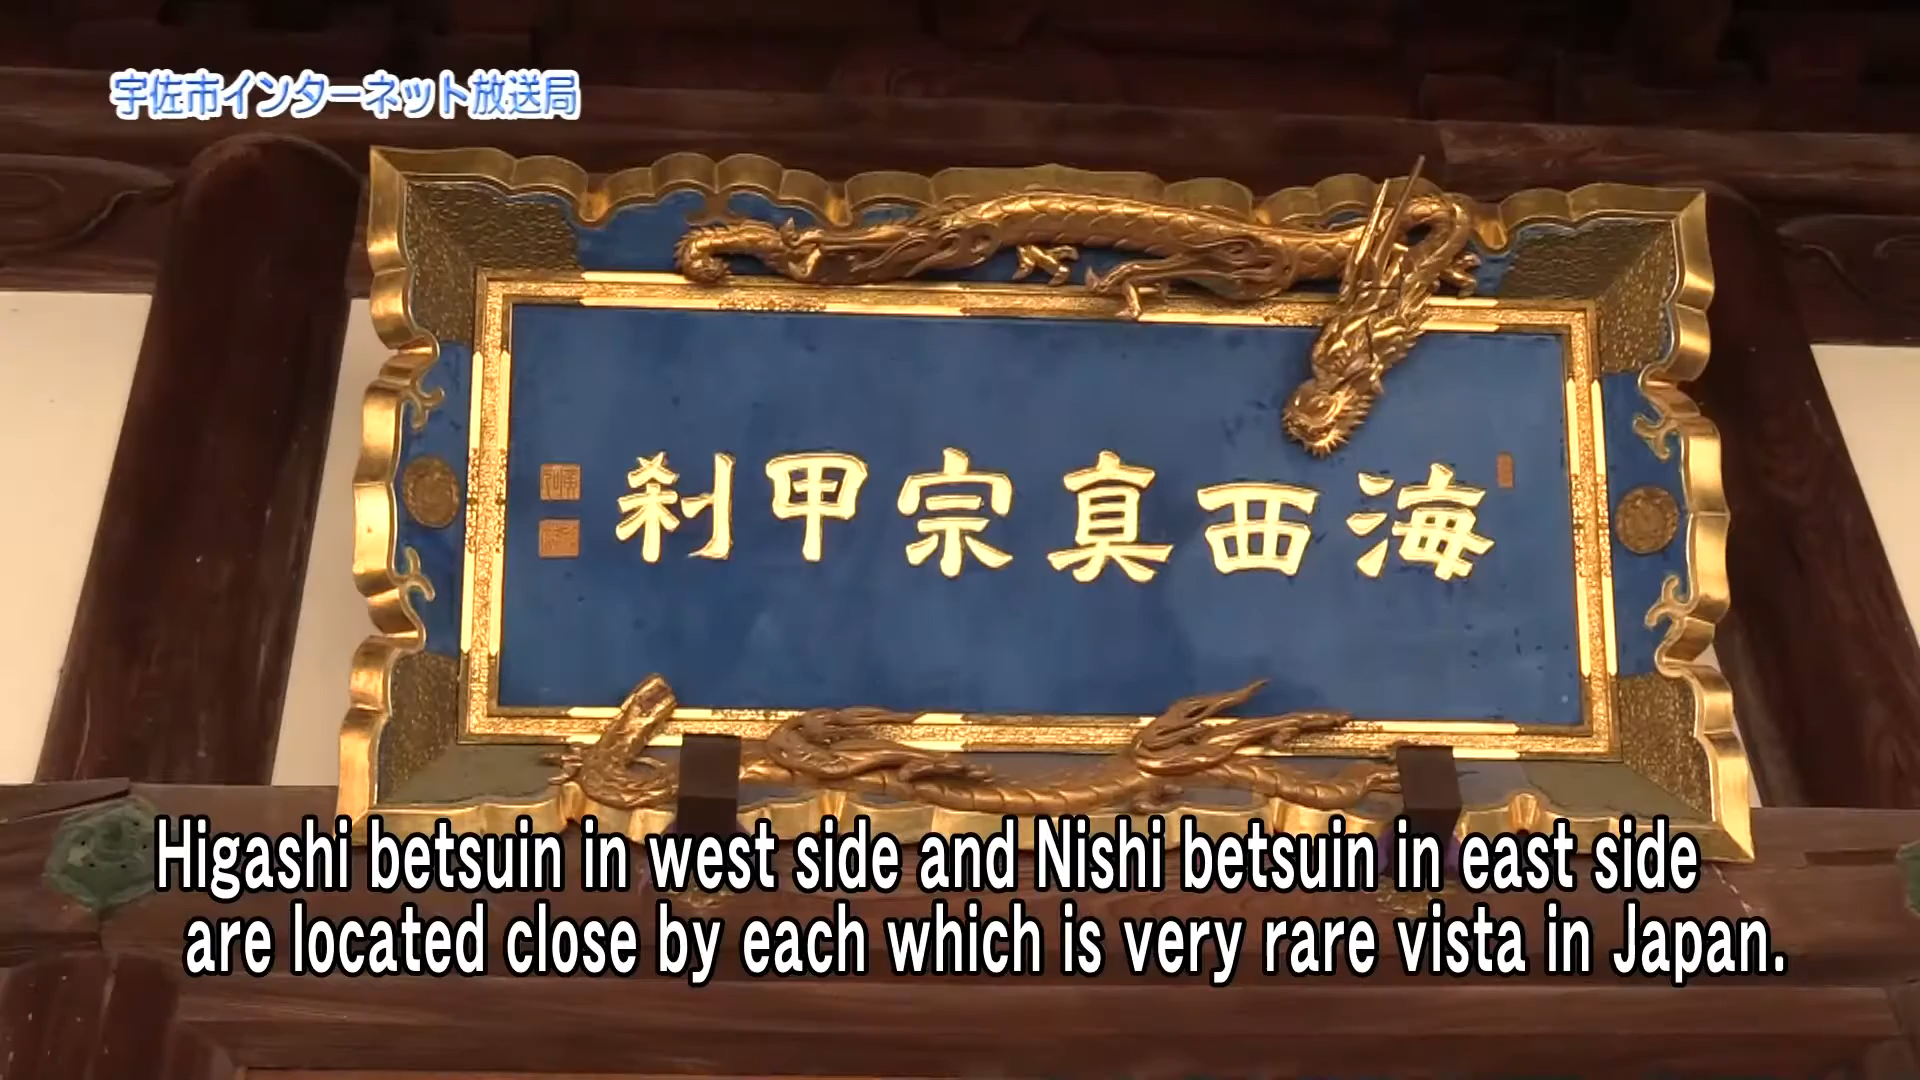 宇佐市インターネット放送局
海西真宗甲刹
Higashi betsuin in west side and Nishi betsuin in east side
are located close by each which is very rare vista in Japan.